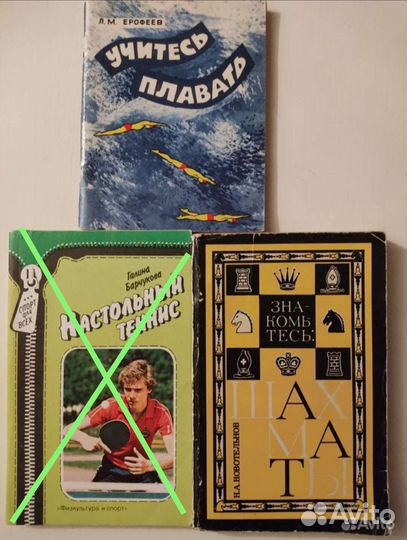 Л. М. ЕРОФЕЕВ
УЧИТЕСЬ
ПЛАВАТЬ
СПОРТ
ДЛЯ
ВСЕХ
Галина
Барчукова
НАСТОЛЬНЫЙ
ТЕННИС
«Физкультура и спорт»
ЗНА-
КОМЬ-
ТЕСЬ:
ШАХ
МА
ТЫ
Н.А.НОВОТЕЛЬНОВ
Avito